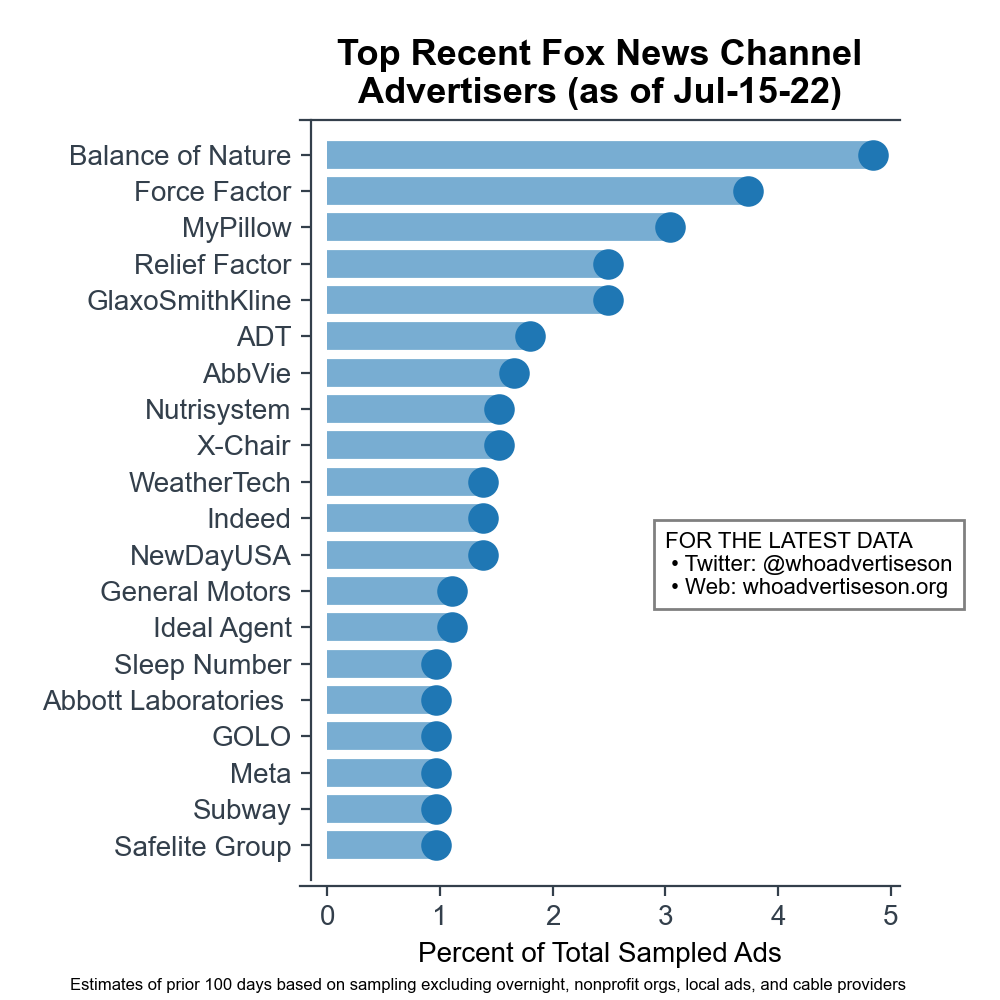 Top Recent Fox News Channel
Advertisers (as of Jul-15-22)
Balance of Nature
Force Factor
MyPillow
Relief Factor
GlaxoSmithKline
ADT
AbbVie
Nutrisystem
X-Chair
WeatherTech
Indeed
NewDayUSA
General Motors
Ideal Agent
Sleep Number
Abbott Laboratories
GOLO
Meta
Subway
Safelite Group
FOR THE LATEST DATA
• Twitter: @whoadvertiseson
• Web: whoadvertiseson.org
0 1 2 3 4 5
Percent of Total Sampled Ads
Estimates of prior 100 days based on sampling excluding overnight, nonprofit orgs, local ads, and cable providers